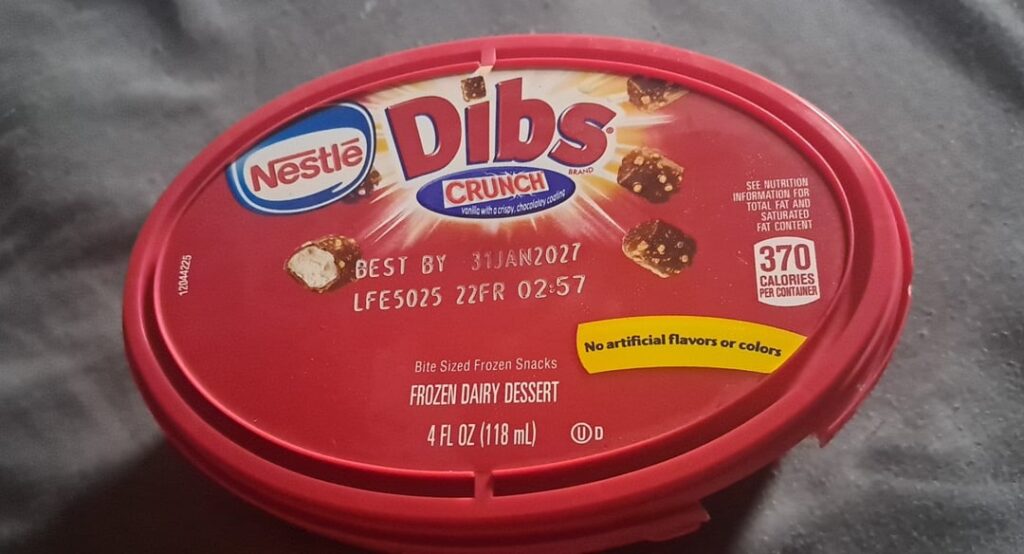 Nestlé
Dibs®
BRAND
CRUNCH
vanilla with a crispy, chocolatey coating
SEE NUTRITION
INFORMATION FOR
TOTAL FAT AND
SATURATED
FAT CONTENT
370
CALORIES
PER CONTAINER
12044225
BEST BY 31JAN2027
LFE5025 22FR 02:57
No artificial flavors or colors
Bite Sized Frozen Snacks
FROZEN DAIRY DESSERT
4 FL OZ (118 mL)
U D